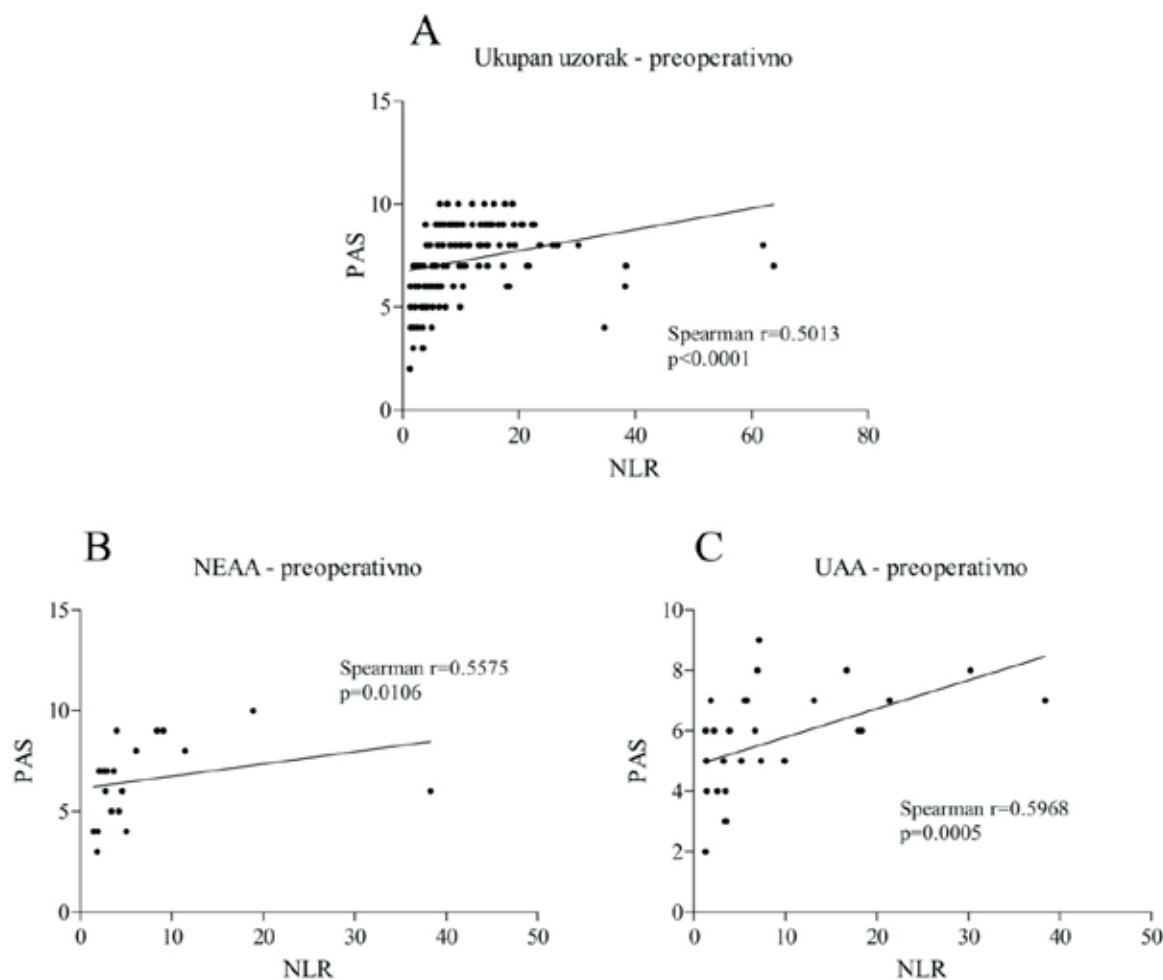 A
Ukupan uzorak - preoperativno
15
10
5
0
PAS
0 20 40 60 80
NLR
Spearman r=0.5013
p<0.0001
B
NEAA - preoperativno
15
10
5
0
PAS
0 10 20 30 40 50
NLR
Spearman r=0.5575
p=0.0106
C
UAA - preoperativno
10
8
6
4
2
0
PAS
0 10 20 30 40 50
NLR
Spearman r=0.5968
p=0.0005